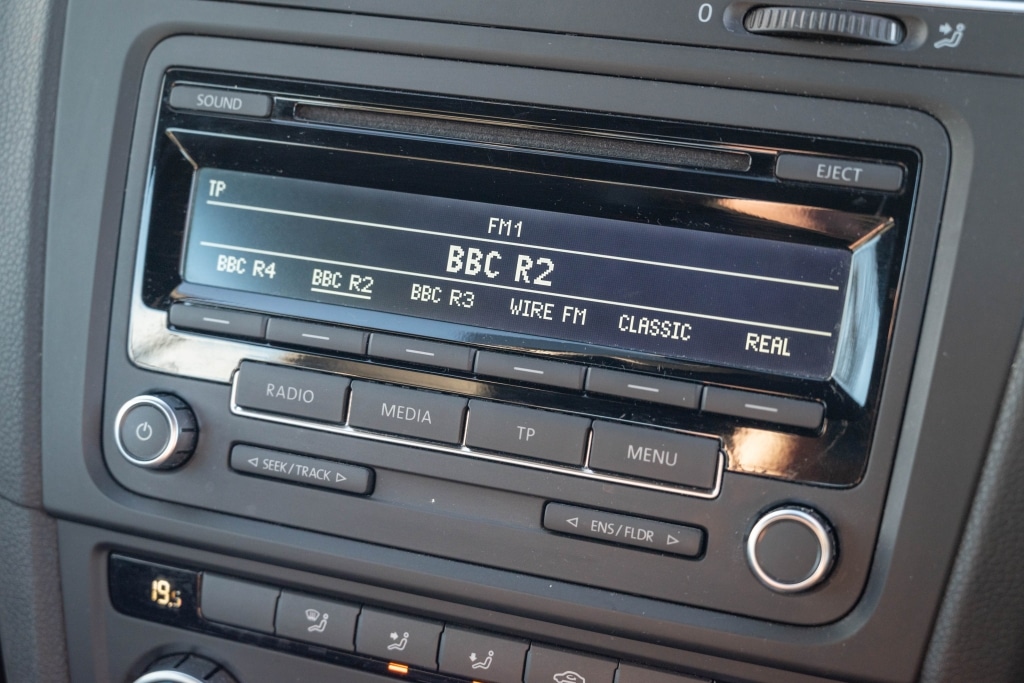 0
SOUND
EJECT
TP
FM1
BBC R2
BBC R4 BBC R2 BBC R3 WIRE FM CLASSIC REAL
RADIO MEDIA TP MENU
SEEK/TRACK
ENS/FLDR
19.5